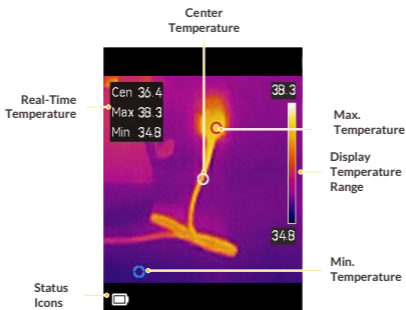 Center
Temperature
Real-Time
Temperature
Cen 36.4
Max 38.3
Min 34.8
38.3
Max.
Temperature
Display
Temperature
Range
34.8
Min.
Temperature
Status
Icons